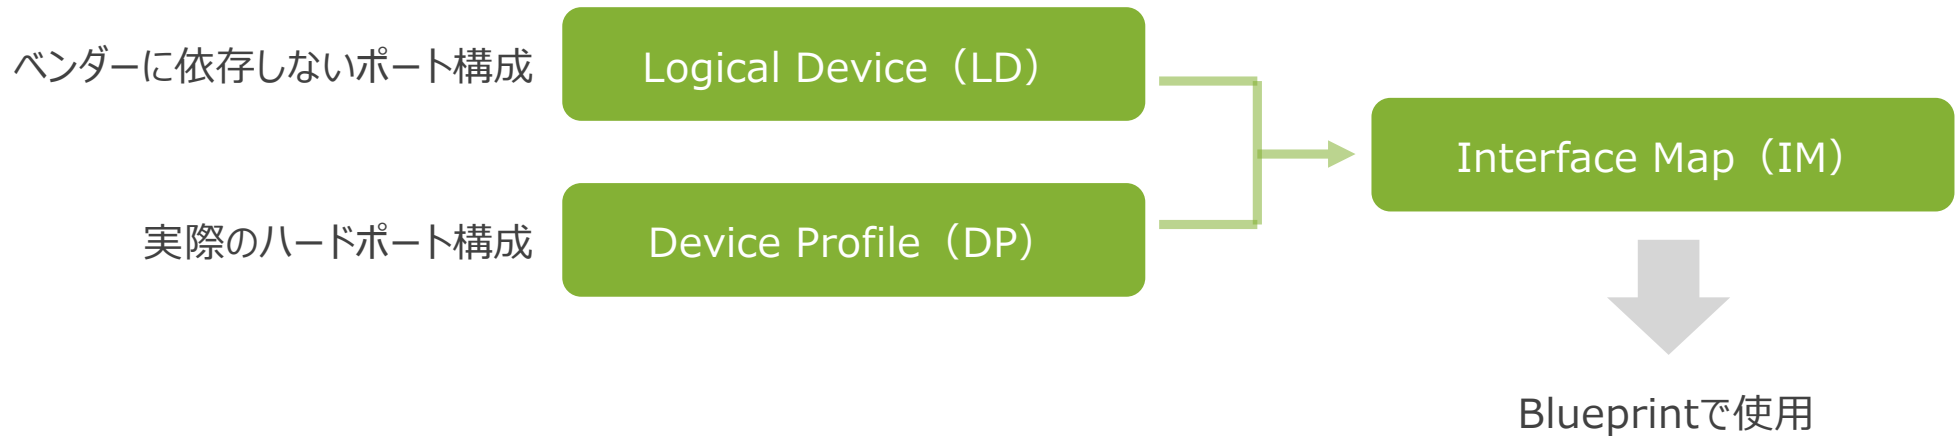 ベンダーに依存しないポート構成
Logical Device（LD）
実際のハードポート構成
Device Profile（DP）
Interface Map（IM）
Blueprintで使用